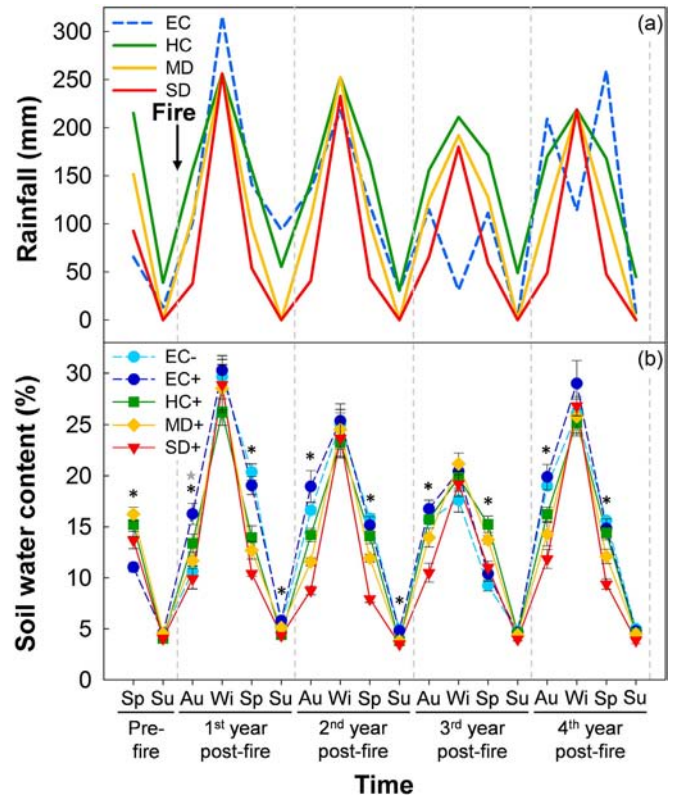 (a)
EC
HC
MD
SD
Fire
300
250
200
150
100
50
0
Rainfall (mm)
(b)
EC-
EC+
HC+
MD+
SD+
30
25
20
15
10
5
0
Soil water content (%)
* * * * * * * * * * * * *
Sp Su Au Wi Sp Su Au Wi Sp Su Au Wi Sp Su Au Wi Sp Su
Pre- 1st year 2nd year 3rd year 4th year
fire post-fire post-fire post-fire post-fire
Time